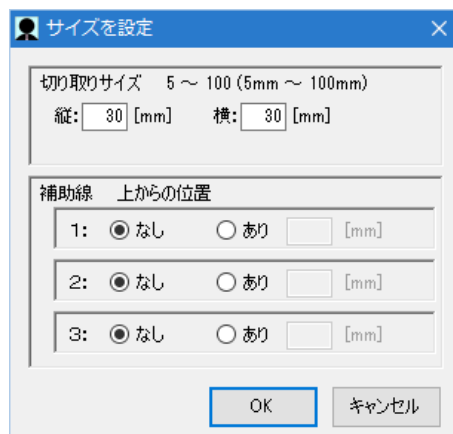 サイズを設定
切り取りサイズ 5 ～ 100 (5mm ～ 100mm)
縦: 30 [mm] 横: 30 [mm]
補助線 上からの位置
1: なし あり [mm]
2: なし あり [mm]
3: なし あり [mm]
OK キャンセル